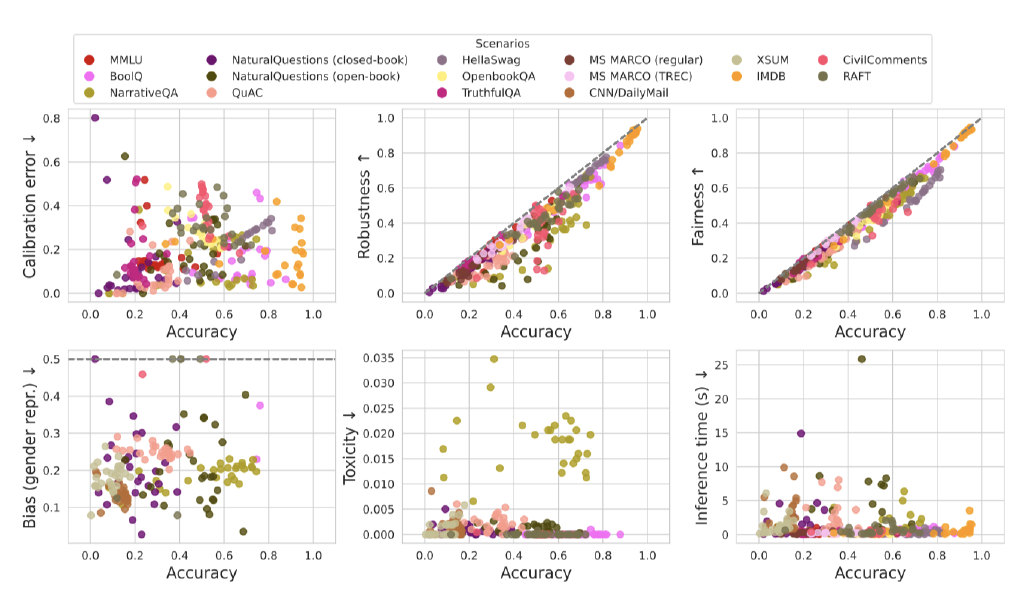 Scenarios
MMLU NaturalQuestions (closed-book) HellaSwag MS MARCO (regular) XSUM CivilComments
BoolQ NaturalQuestions (open-book) OpenbookQA MS MARCO (TREC) IMDB RAFT
NarrativeQA QuAC TruthfulQA CNN/DailyMail
Calibration error ↓
0.8
0.6
0.4
0.2
0.0
0.0 0.2 0.4 0.6 0.8 1.0
Accuracy
Robustness ↑
1.0
0.8
0.6
0.4
0.2
0.0
0.0 0.2 0.4 0.6 0.8 1.0
Accuracy
Fairness ↑
1.0
0.8
0.6
0.4
0.2
0.0
0.0 0.2 0.4 0.6 0.8 1.0
Accuracy
Bias (gender repr.) ↓
0.5
0.4
0.3
0.2
0.1
0.0 0.2 0.4 0.6 0.8 1.0
Accuracy
Toxicity ↓
0.035
0.030
0.025
0.020
0.015
0.010
0.005
0.000
0.0 0.2 0.4 0.6 0.8 1.0
Accuracy
Inference time (s) ↓
25
20
15
10
5
0
0.0 0.2 0.4 0.6 0.8 1.0
Accuracy